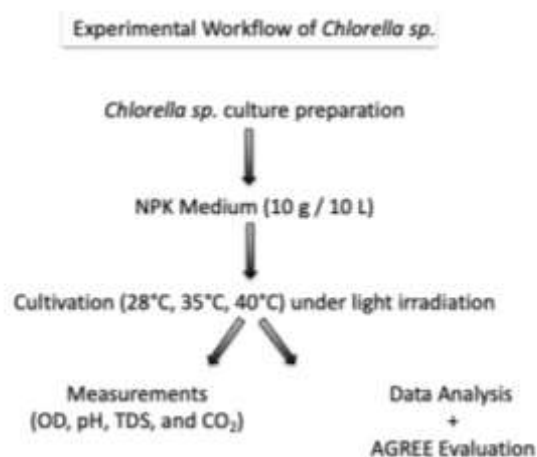 Experimental Workflow of Chlorella sp.
Chlorella sp. culture preparation
NPK Medium (10 g / 10 L)
Cultivation (28°C, 35°C, 40°C) under light irradiation
Measurements
(OD, pH, TDS, and CO₂)
Data Analysis
+
AGREE Evaluation